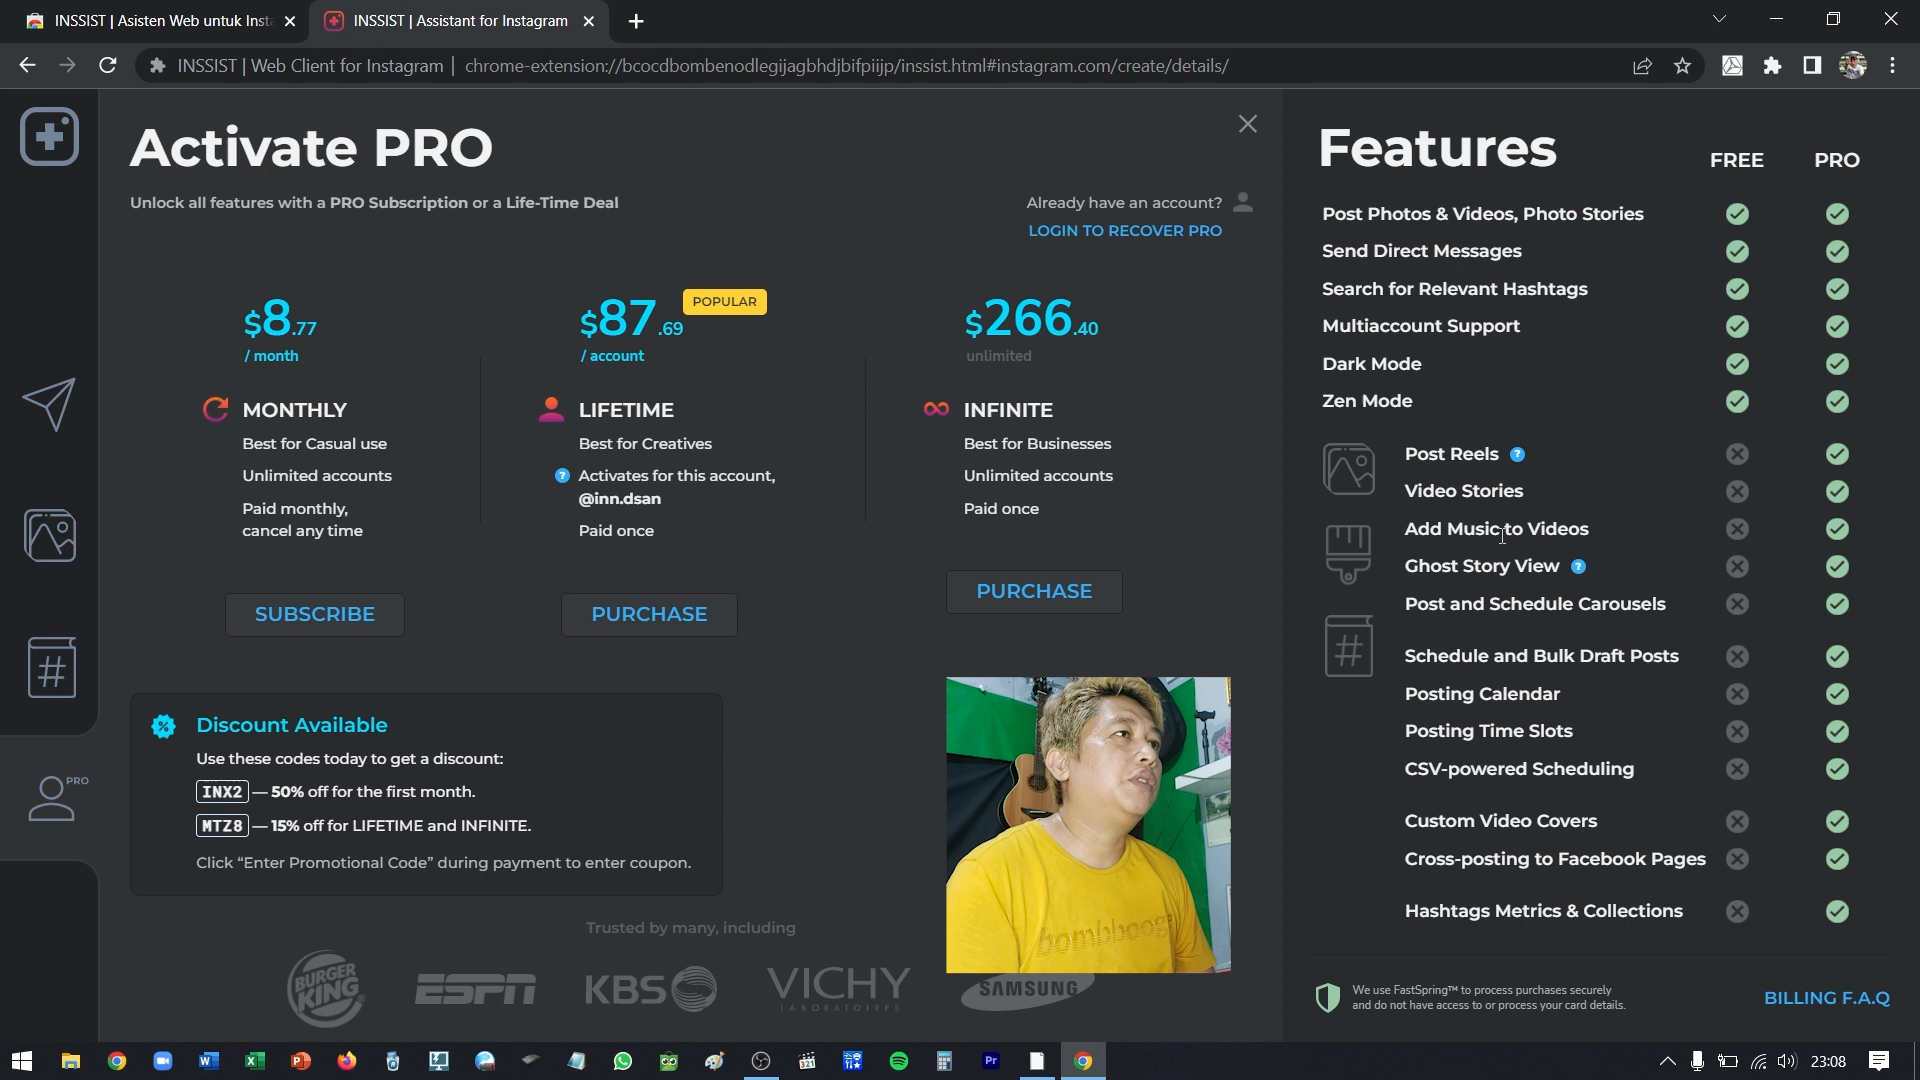 INSSIST | Asisten Web untuk Inst
INSSIST | Assistant for Instagram
INSSIST | Web Client for Instagram | chrome-extension://bcocdbombenodlegijagbhdjbifpiijp/inssist.html#instagram.com/create/details/
Activate PRO
Unlock all features with a PRO Subscription or a Life-Time Deal
Already have an account?
LOGIN TO RECOVER PRO
$8.77
/ month
MONTHLY
Best for Casual use
Unlimited accounts
Paid monthly,
cancel any time
SUBSCRIBE
$87.69
POPULAR
/ account
LIFETIME
Best for Creatives
? Activates for this account,
@inn.dsan
Paid once
PURCHASE
$266.40
unlimited
INFINITE
Best for Businesses
Unlimited accounts
Paid once
PURCHASE
% Discount Available
Use these codes today to get a discount:
INX2 — 50% off for the first month.
MTZ8 — 15% off for LIFETIME and INFINITE.
Click “Enter Promotional Code” during payment to enter coupon.
Trusted by many, including
BURGER KING
ESPN
KBS
VICHY
LABORATOIRES
SAMSUNG
bombboogie
PRO
Features
FREE PRO
Post Photos & Videos, Photo Stories
Send Direct Messages
Search for Relevant Hashtags
Multiaccount Support
Dark Mode
Zen Mode
Post Reels ?
Video Stories
Add Music to Videos
Ghost Story View ?
Post and Schedule Carousels
Schedule and Bulk Draft Posts
Posting Calendar
Posting Time Slots
CSV-powered Scheduling
Custom Video Covers
Cross-posting to Facebook Pages
Hashtags Metrics & Collections
We use FastSpring™ to process purchases securely
and do not have access to or process your card details.
BILLING F.A.Q
23:08